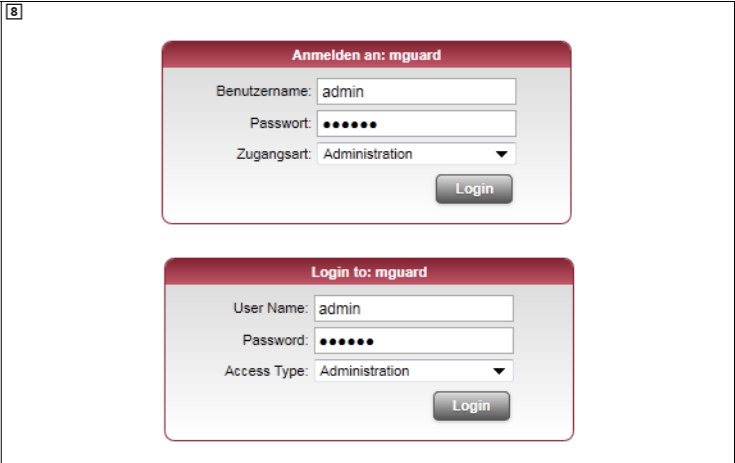 8
Anmelden an: mguard
Benutzername: admin
Passwort: ●●●●●●
Zugangsart: Administration
Login
Login to: mguard
User Name: admin
Password: ●●●●●●
Access Type: Administration
Login